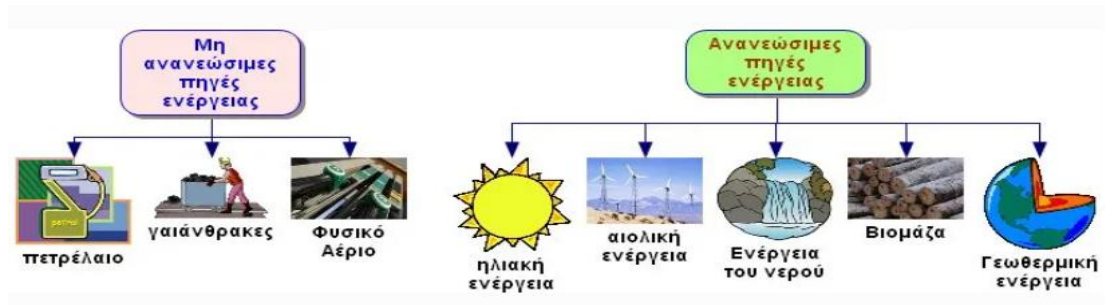 Μη
ανανεώσιμες
πηγές
ενέργειας
Ανανεώσιμες
πηγές
ενέργειας
petrol
πετρέλαιο
γαιάνθρακες
Φυσικό
Αέριο
ηλιακή
ενέργεια
αιολική
ενέργεια
Ενέργεια
του νερού
Βιομάζα
Γεωθερμική
ενέργεια